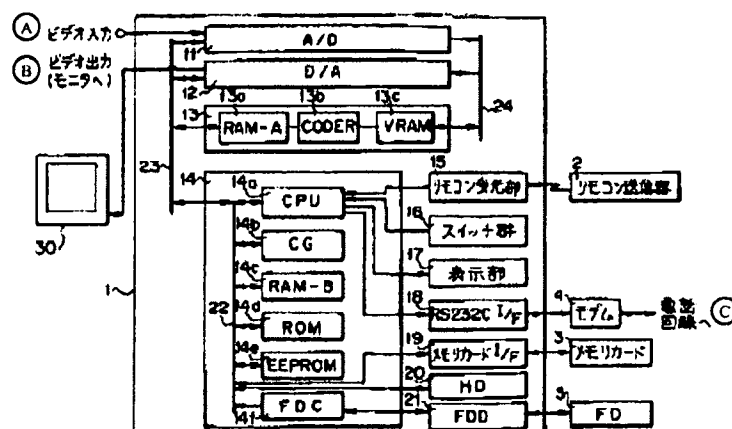 A ビデオ入力
A/D
11
B ビデオ出力
(モニタへ)
D/A
12
13a
13b
13c
13
RAM-A
CODER
VRAM
24
23
14
14a
CPU
15
リモコン受光部
2
リモコン送信部
16
スイッチ群
14b
CG
17
表示部
30
14c
RAM-B
1
18
RS232C I/F
4
モデム
電話
回線へ C
22
14d
ROM
19
メモリカード I/F
3
メモリカード
14e
EEPROM
20
HD
14f
FDC
21
FDD
FD